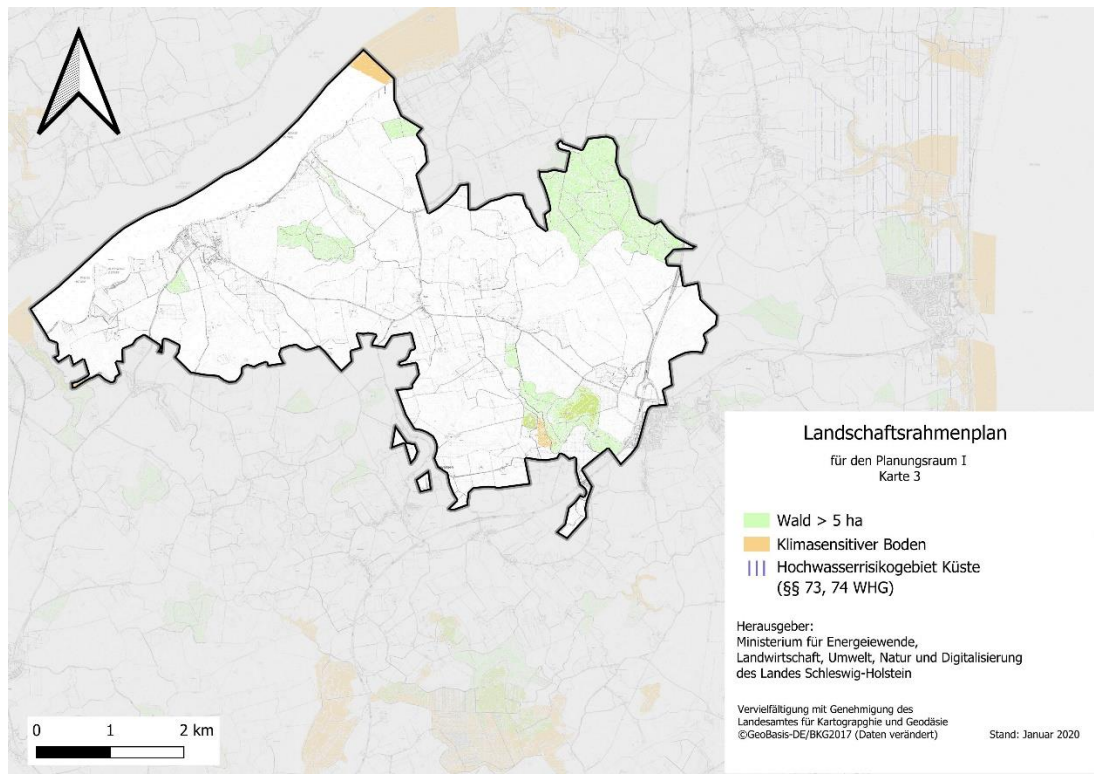 Landschaftsrahmenplan
für den Planungsraum I
Karte 3
Wald > 5 ha
Klimasensitiver Boden
Hochwasserrisikogebiet Küste
(§§ 73, 74 WHG)
Herausgeber:
Ministerium für Energeiewende,
Landwirtschaft, Umwelt, Natur und Digitalisierung
des Landes Schleswig-Holstein
Vervielfältigung mit Genehmigung des
Landesamtes für Kartograpghie und Geodäsie
©GeoBasis-DE/BKG2017 (Daten verändert) Stand: Januar 2020
0 1 2 km